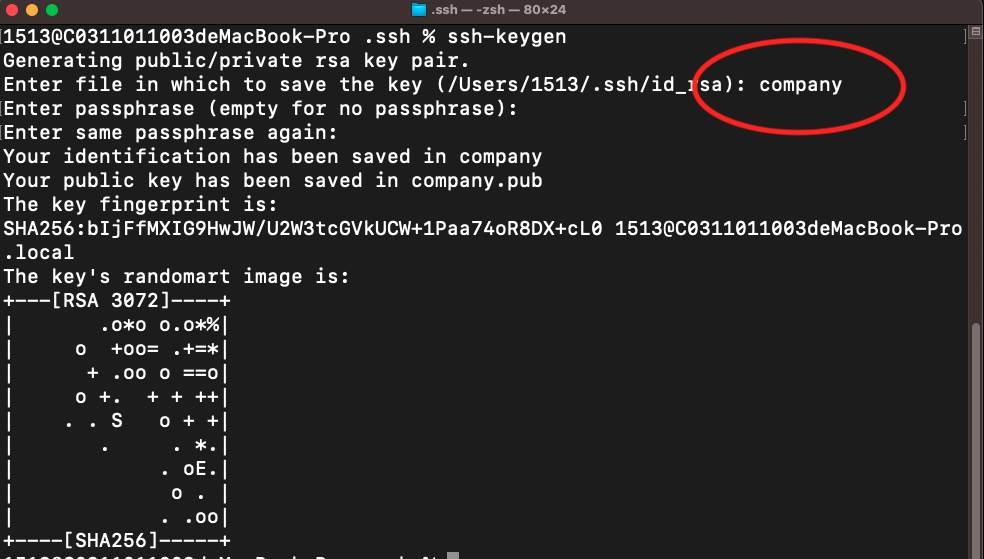 .ssh — -zsh — 80×24
[1513@C0311011003deMacBook-Pro .ssh % ssh-keygen ]
Generating public/private rsa key pair.
Enter file in which to save the key (/Users/1513/.ssh/id_rsa): company
[Enter passphrase (empty for no passphrase): ]
[Enter same passphrase again: ]
Your identification has been saved in company
Your public key has been saved in company.pub
The key fingerprint is:
SHA256:bIjFfMXIG9HwJW/U2W3tcGVkUCW+1Paa74oR8DX+cL0 1513@C0311011003deMacBook-Pro
.local
The key's randomart image is:
+---[RSA 3072]----+
|       .o*o o.o*%|
|     o  +oo= .+=*|
|      + .oo o ==o|
|     o +.  + + ++|
|    . . S   o + +|
|       .     . *.|
|            . oE.|
|             o . |
|            . .oo|
+----[SHA256]-----+